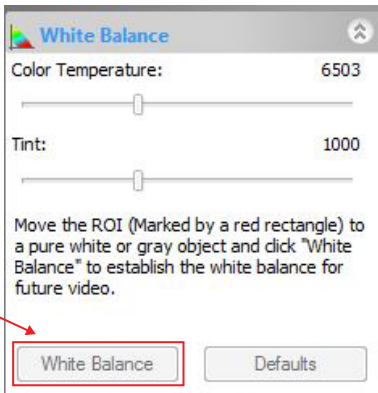 White Balance
Color Temperature: 6503
Tint: 1000
Move the ROI (Marked by a red rectangle) to
a pure white or gray object and click "White
Balance" to establish the white balance for
future video.
White Balance Defaults